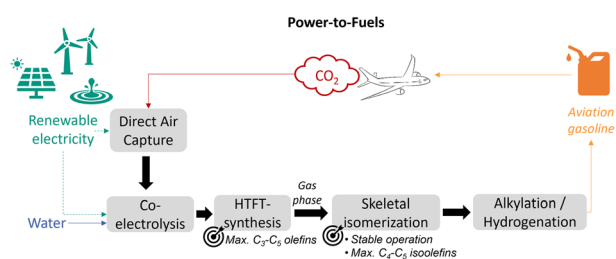 Power-to-Fuels
CO2
Renewable
electricity
Direct Air
Capture
Aviation
gasoline
Water
Co-
electrolysis
HTFT-
synthesis
Gas
phase
Skeletal
isomerization
Alkylation /
Hydrogenation
Max. C3-C5 olefins
• Stable operation
• Max. C4-C5 isoolefins